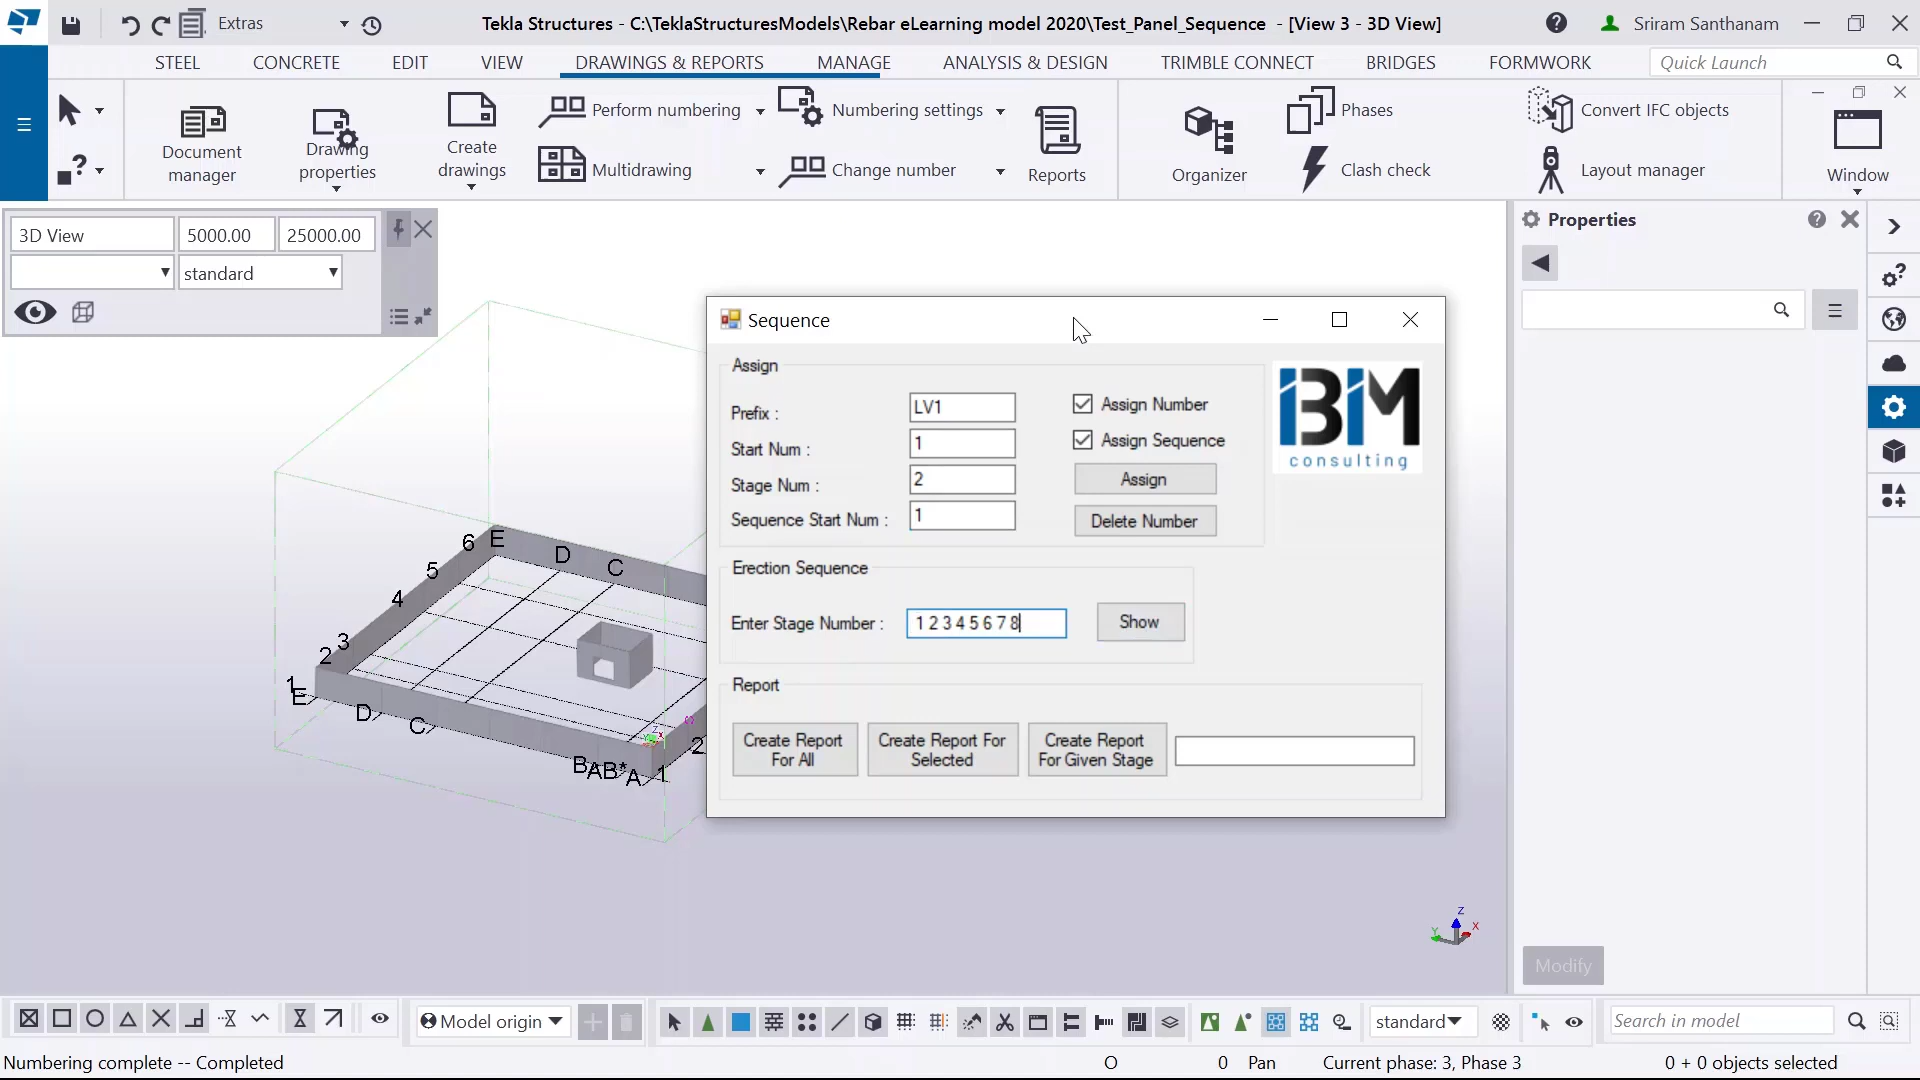 Extras
Tekla Structures - C:\TeklaStructuresModels\Rebar eLearning model 2020\Test_Panel_Sequence - [View 3 - 3D View]
Sriram Santhanam
STEEL CONCRETE EDIT VIEW DRAWINGS & REPORTS MANAGE ANALYSIS & DESIGN TRIMBLE CONNECT BRIDGES FORMWORK
Quick Launch
Document manager
Drawing properties
Create drawings
Perform numbering
Multidrawing
Numbering settings
Change number
Reports
Organizer
Phases
Clash check
Convert IFC objects
Layout manager
Window
3D View 5000.00 25000.00
standard
Properties
Sequence
Assign
Prefix : LV1
Start Num : 1
Stage Num : 2
Sequence Start Num : 1
Assign Number
Assign Sequence
Assign
Delete Number
BIM
consulting
Erection Sequence
Enter Stage Number : 1 2 3 4 5 6 7 8
Show
Report
Create Report For All
Create Report For Selected
Create Report For Given Stage
6 E D C
5
4
3
2
1
E
D
C
B A B* A 1
2
Z
X
Y
Z
X
Y
Modify
Model origin
standard
Search in model
Numbering complete -- Completed
O 0 Pan Current phase: 3, Phase 3 0 + 0 objects selected